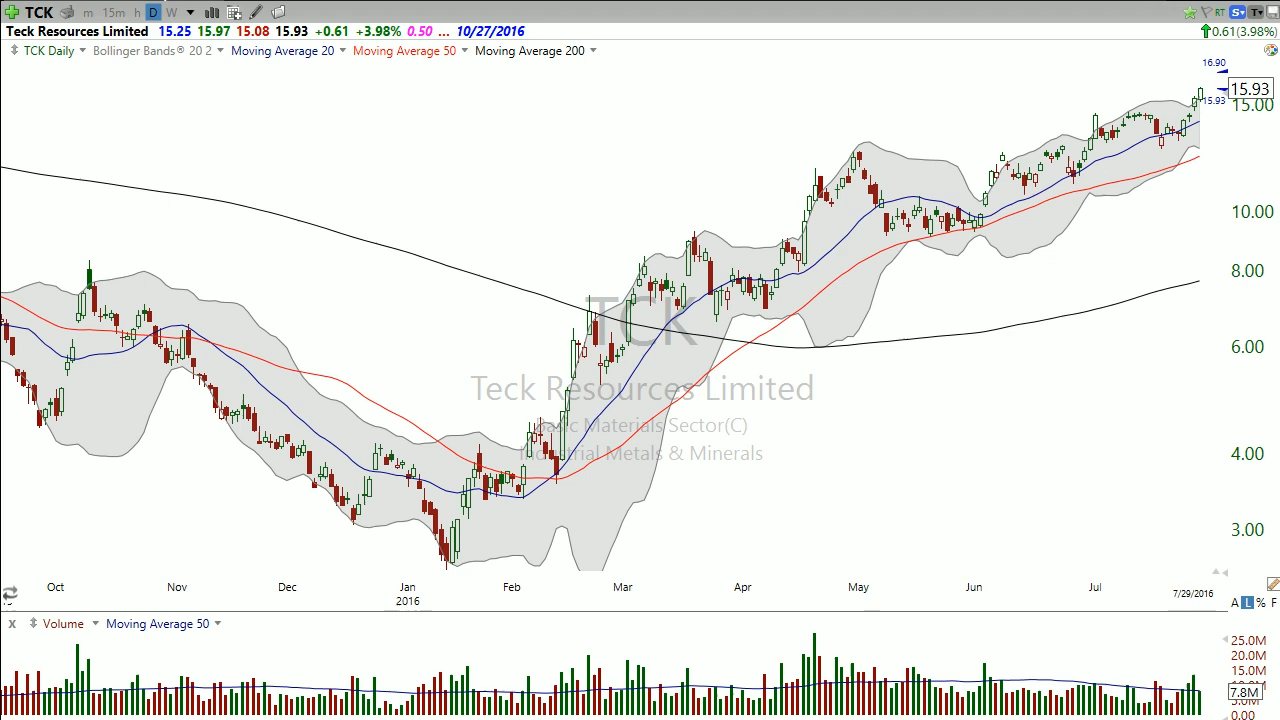 TCK m 15m h D W RT S T
Teck Resources Limited 15.25 15.97 15.08 15.93 +0.61 +3.98% 0.50 ... 10/27/2016 0.61(3.98%)
TCK Daily Bollinger Bands® 20 2 Moving Average 20 Moving Average 50 Moving Average 200
16.90
15.93
15.93
15.00
10.00
8.00
TCK
6.00
Teck Resources Limited
Basic Materials Sector(C)
Industrial Metals & Minerals
4.00
3.00
Oct Nov Dec Jan Feb Mar Apr May Jun Jul 7/29/2016
2016
A L % F
x Volume Moving Average 50
25.0M
20.0M
15.0M
7.8M
5.0M
0.00